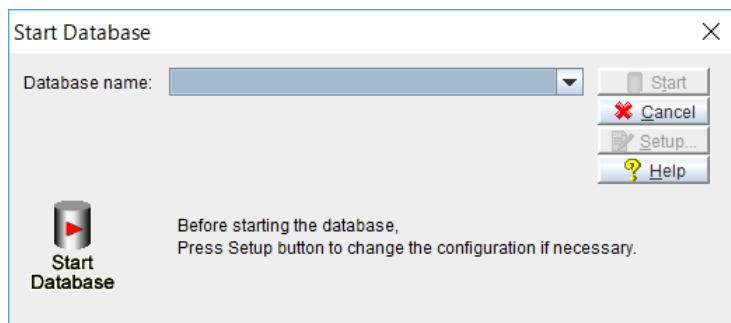 Start Database
Database name:
Start
Cancel
Setup...
Help
Before starting the database,
Press Setup button to change the configuration if necessary.
Start
Database